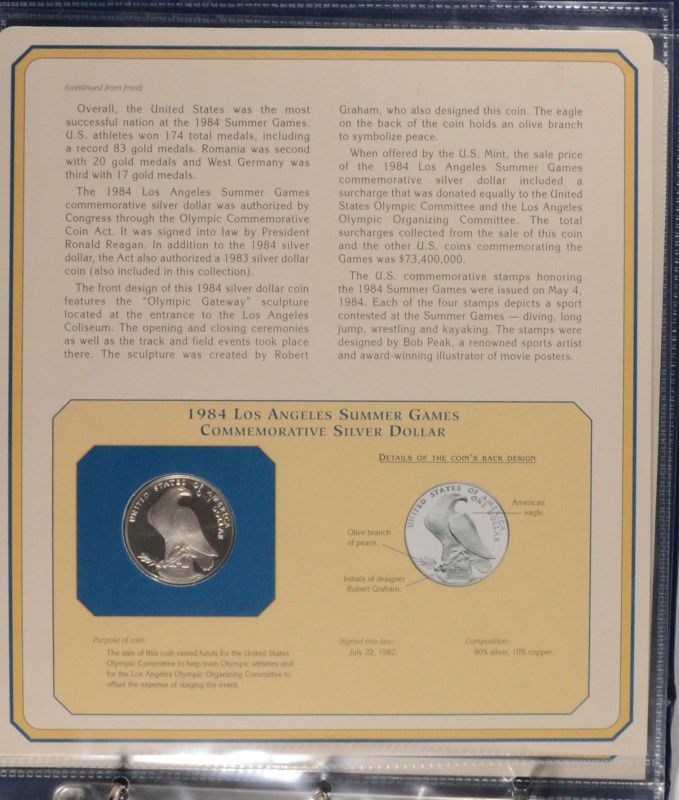 (continued from front)
Overall, the United States was the most
successful nation at the 1984 Summer Games.
U.S. athletes won 174 total medals, including
a record 83 gold medals. Romania was second
with 20 gold medals and West Germany was
third with 17 gold medals.
The 1984 Los Angeles Summer Games
commemorative silver dollar was authorized by
Congress through the Olympic Commemorative
Coin Act. It was signed into law by President
Ronald Reagan. In addition to the 1984 silver
dollar, the Act also authorized a 1983 silver dollar
coin (also included in this collection).
The front design of this 1984 silver dollar coin
features the "Olympic Gateway" sculpture
located at the entrance to the Los Angeles
Coliseum. The opening and closing ceremonies
as well as the track and field events took place
there. The sculpture was created by Robert
Graham, who also designed this coin. The eagle
on the back of the coin holds an olive branch
to symbolize peace.
When offered by the U.S. Mint, the sale price
of the 1984 Los Angeles Summer Games
commemorative silver dollar included a
surcharge that was donated equally to the United
States Olympic Committee and the Los Angeles
Olympic Organizing Committee. The total
surcharges collected from the sale of this coin
and the other U.S. coins commemorating the
Games was $73,400,000.
The U.S. commemorative stamps honoring
the 1984 Summer Games were issued on May 4,
1984. Each of the four stamps depicts a sport
contested at the Summer Games — diving, long
jump, wrestling and kayaking. The stamps were
designed by Bob Peak, a renowned sports artist
and award-winning illustrator of movie posters.
1984 Los Angeles Summer Games
Commemorative Silver Dollar
UNITED STATES OF AMERICA
ONE DOLLAR
Details of the coin's back design
UNITED STATES OF AMERICA
ONE DOLLAR
American
eagle.
Olive branch
of peace.
Initials of designer
Robert Graham.
Purpose of coin:
The sale of this coin raised funds for the United States
Olympic Committee to help train Olympic athletes and
for the Los Angeles Olympic Organizing Committee to
offset the expense of staging the event.
Signed into law:
July 22, 1982.
Composition:
90% silver, 10% copper.